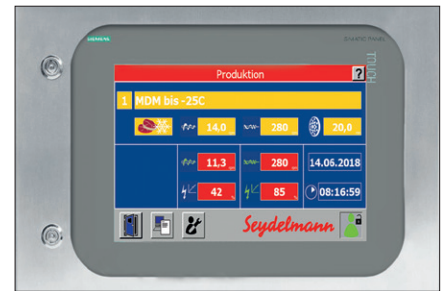 SIEMENS
SIMATIC PANEL
TOUCH
Produktion ?
1 MDM bis -25C
14,0 280 20,0
11,3 280 14.06.2018
42 85 08:16:59
Seydelmann